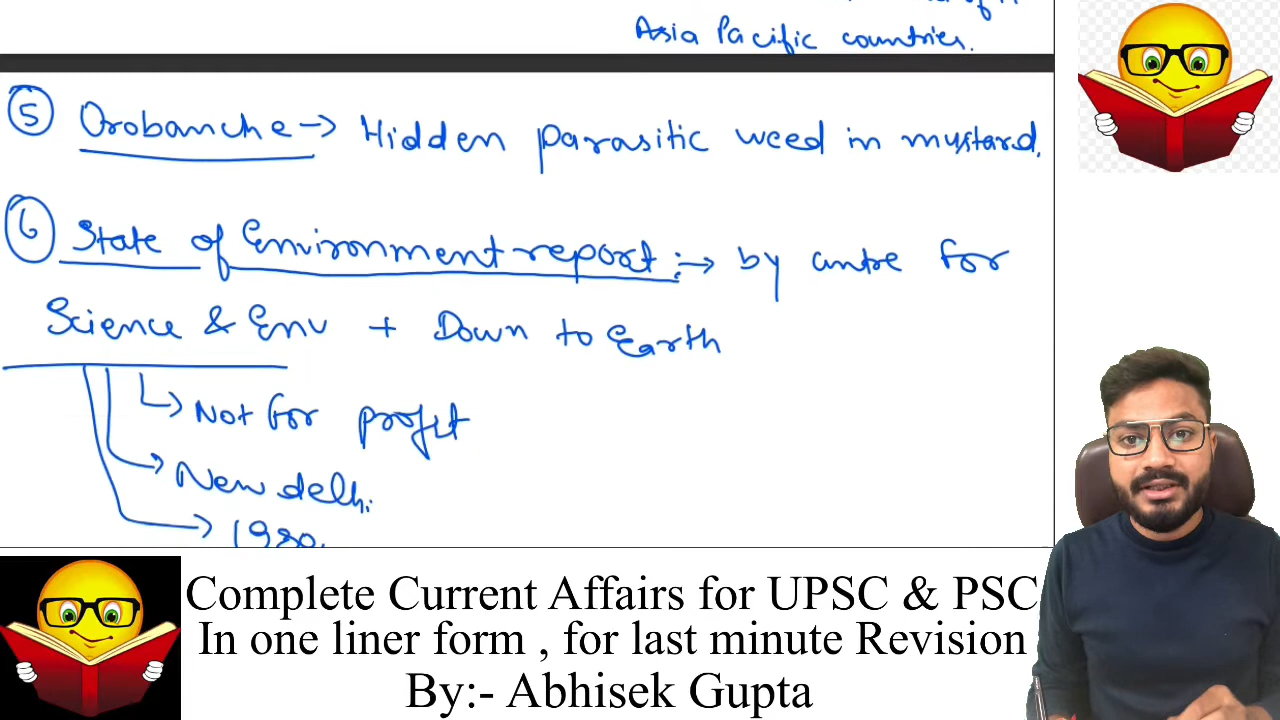 Asia Pacific countries.
5 Orobanche → Hidden parasitic weed in mustard.
6 State of Environment report :→ by centre for
Science & Env + Down to Earth
→ Not for profit
→ New delhi
→ 1980.
Complete Current Affairs for UPSC & PSC
In one liner form , for last minute Revision
By:- Abhisek Gupta